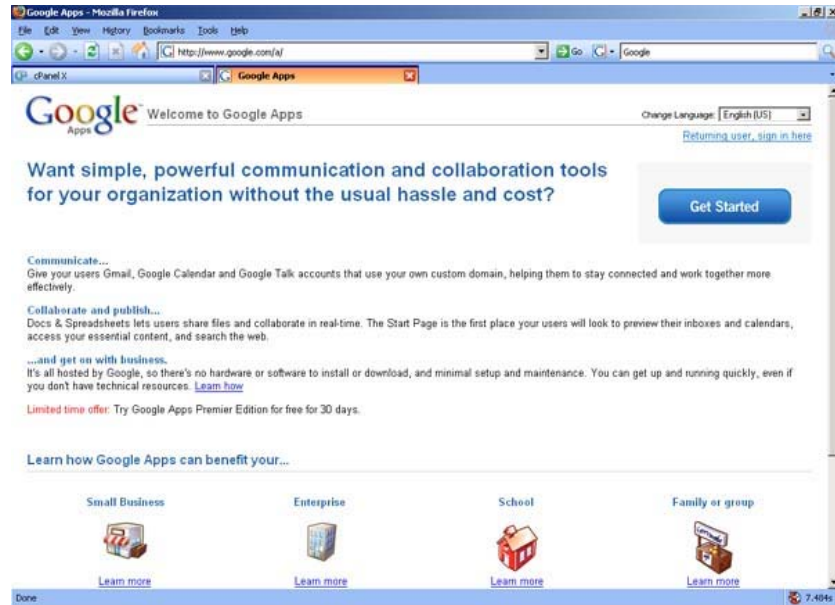 Google Apps - Mozilla Firefox
File Edit View History Bookmarks Tools Help
http://www.google.com/a/ Go Google
cPanel X Google Apps
Google Apps Welcome to Google Apps
Change Language: English (US)
Returning user, sign in here
Want simple, powerful communication and collaboration tools
for your organization without the usual hassle and cost?
Get Started
Communicate...
Give your users Gmail, Google Calendar and Google Talk accounts that use your own custom domain, helping them to stay connected and work together more
effectively.
Collaborate and publish...
Docs & Spreadsheets lets users share files and collaborate in real-time. The Start Page is the first place your users will look to preview their inboxes and calendars,
access your essential content, and search the web.
...and get on with business.
It's all hosted by Google, so there's no hardware or software to install or download, and minimal setup and maintenance. You can get up and running quickly, even if
you don't have technical resources. Learn how
Limited time offer: Try Google Apps Premier Edition for free for 30 days.
Learn how Google Apps can benefit your...
Small Business Enterprise School Family or group
Learn more Learn more Learn more Learn more
Done 7.404s